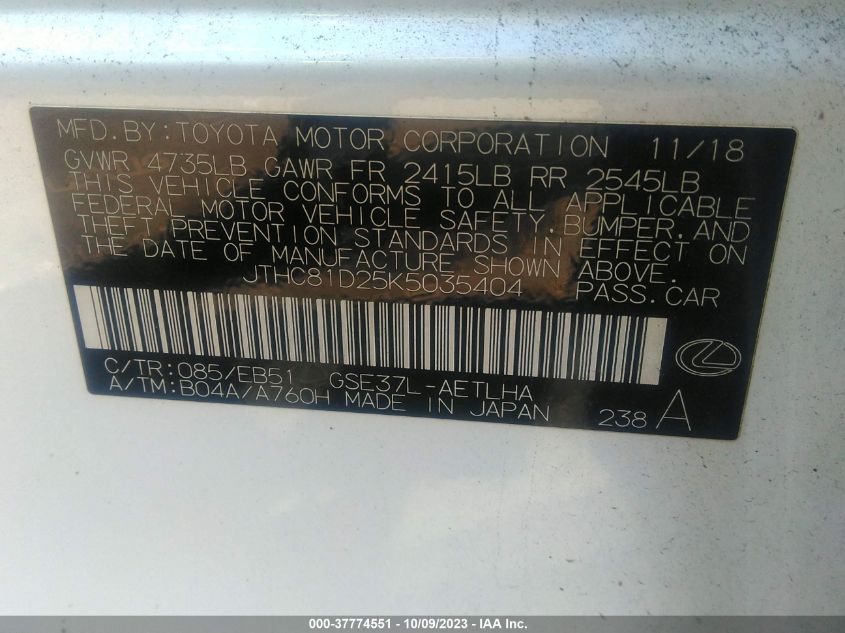 MFD.BY:TOYOTA MOTOR CORPORATION 11/18
GVWR 4735LB GAWR FR 2415LB RR 2545LB
THIS VEHICLE CONFORMS TO ALL APPLICABLE
FEDERAL MOTOR VEHICLE SAFETY,BUMPER,AND
THEFT PREVENTION STANDARDS IN EFFECT ON
THE DATE OF MANUFACTURE SHOWN ABOVE.
JTHC81D25K5035404 PASS.CAR
C/TR:085/EB51 GSE37L-AETLHA
A/TM:B04A/A760H MADE IN JAPAN 238 A
000-37774551 - 10/09/2023 - IAA Inc.